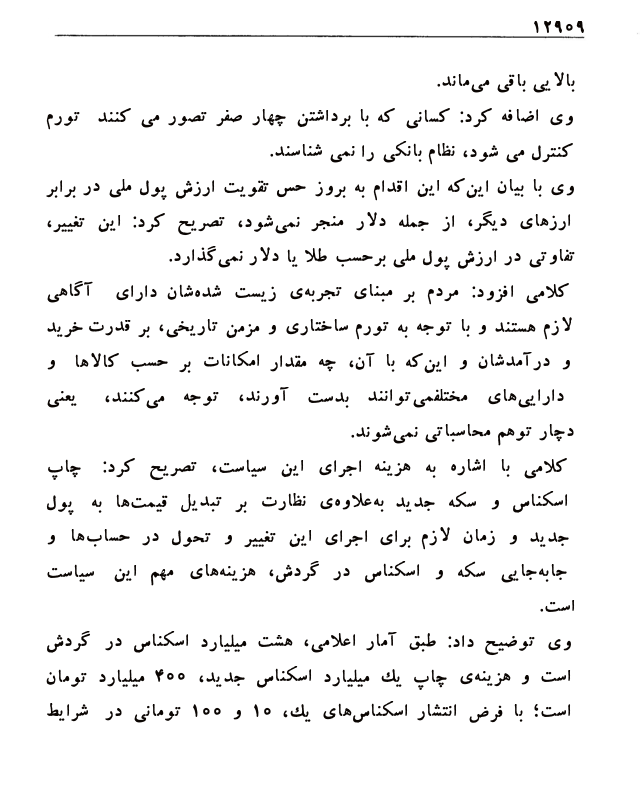 ۱۲۹۵۹
بالایی باقی می‌ماند.
وی اضافه کرد: کسانی که با برداشتن چهار صفر تصور می کنند تورم
کنترل می شود، نظام بانکی را نمی شناسند.
وی با بیان این‌که این اقدام به بروز حس تقویت ارزش پول ملی در برابر
ارزهای دیگر، از جمله دلار منجر نمی‌شود، تصریح کرد: این تغییر،
تفاوتی در ارزش پول ملی برحسب طلا یا دلار نمی‌گذارد.
کلامی افزود: مردم بر مبنای تجربه‌ی زیست شده‌شان دارای آگاهی
لازم هستند و با توجه به تورم ساختاری و مزمن تاریخی، بر قدرت خرید
و درآمدشان و این‌که با آن، چه مقدار امکانات بر حسب کالاها و
دارایی‌های مختلفمی‌توانند بدست آورند، توجه می‌کنند، یعنی
دچار توهم محاسباتی نمی‌شوند.
کلامی با اشاره به هزینه اجرای این سیاست، تصریح کرد: چاپ
اسکناس و سکه جدید به‌علاوه‌ی نظارت بر تبدیل قیمت‌ها به پول
جدید و زمان لازم برای اجرای این تغییر و تحول در حساب‌ها و
جابه‌جایی سکه و اسکناس در گردش، هزینه‌های مهم این سیاست
است.
وی توضیح داد: طبق آمار اعلامی، هشت میلیارد اسکناس در گردش
است و هزینه‌ی چاپ یك میلیارد اسکناس جدید، ۴۰۰ میلیارد تومان
است؛ با فرض انتشار اسکناس‌های یك، ۱۰ و ۱۰۰ تومانی در شرایط